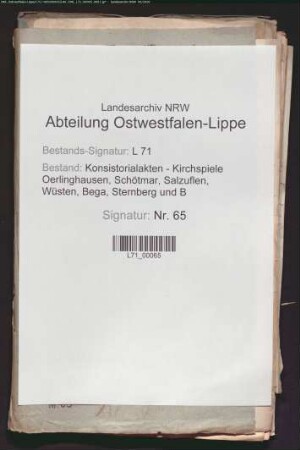 Landesarchiv NRW
Abteilung Ostwestfalen-Lippe
Bestands-Signatur: L 71
Bestand: Konsistorialakten - Kirchspiele
Oerlinghausen, Schötmar, Salzuflen,
Wüsten, Bega, Sternberg und B
Signatur: Nr. 65
L71_00065